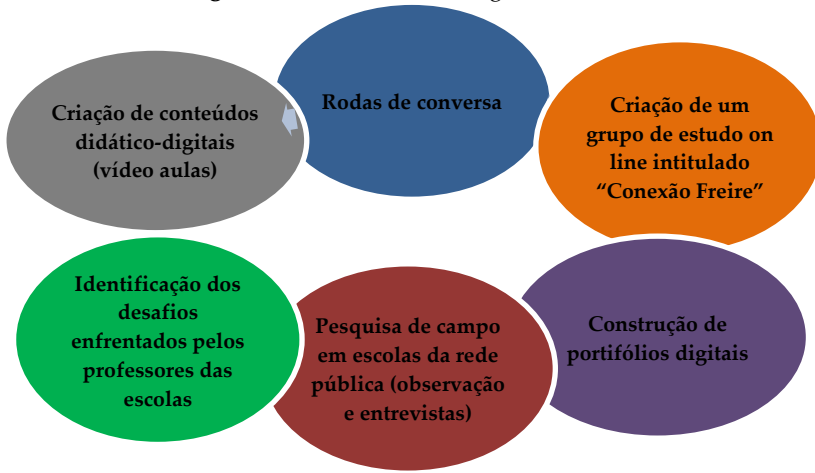 Rodas de conversa
Criação de conteúdos
didático-digitais
(vídeo aulas)
Criação de um
grupo de estudo on
line intitulado
“Conexão Freire”
Identificação dos
desafios
enfrentados pelos
professores das
escolas
Pesquisa de campo
em escolas da rede
pública (observação
e entrevistas)
Construção de
portifólios digitais